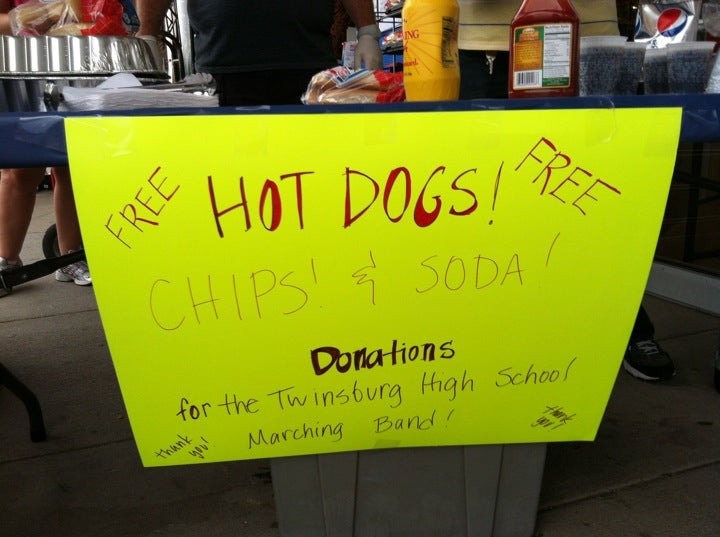 FREE HOT DOGS! FREE
CHIPS! & SODA!
Donations
for the Twinsburg High School
Marching Band!
thank
you!
thank
you!